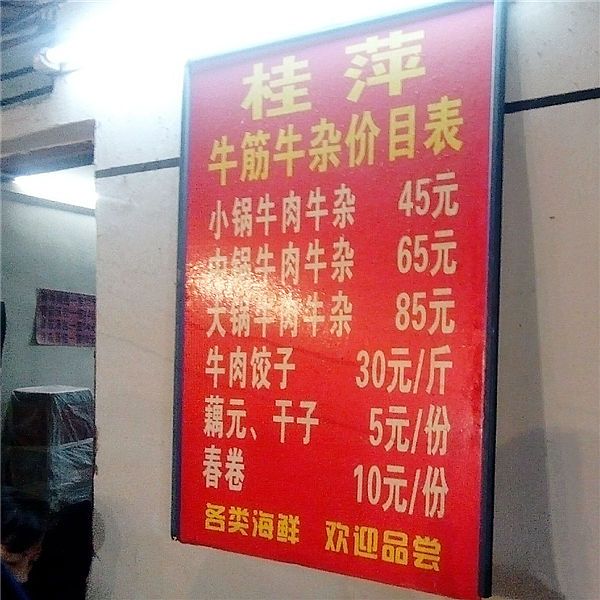 桂萍
牛筋牛杂价目表
小锅牛肉牛杂 45元
中锅牛肉牛杂 65元
大锅牛肉牛杂 85元
牛肉饺子 30元/斤
藕元、干子 5元/份
春卷 10元/份
各类海鲜 欢迎品尝